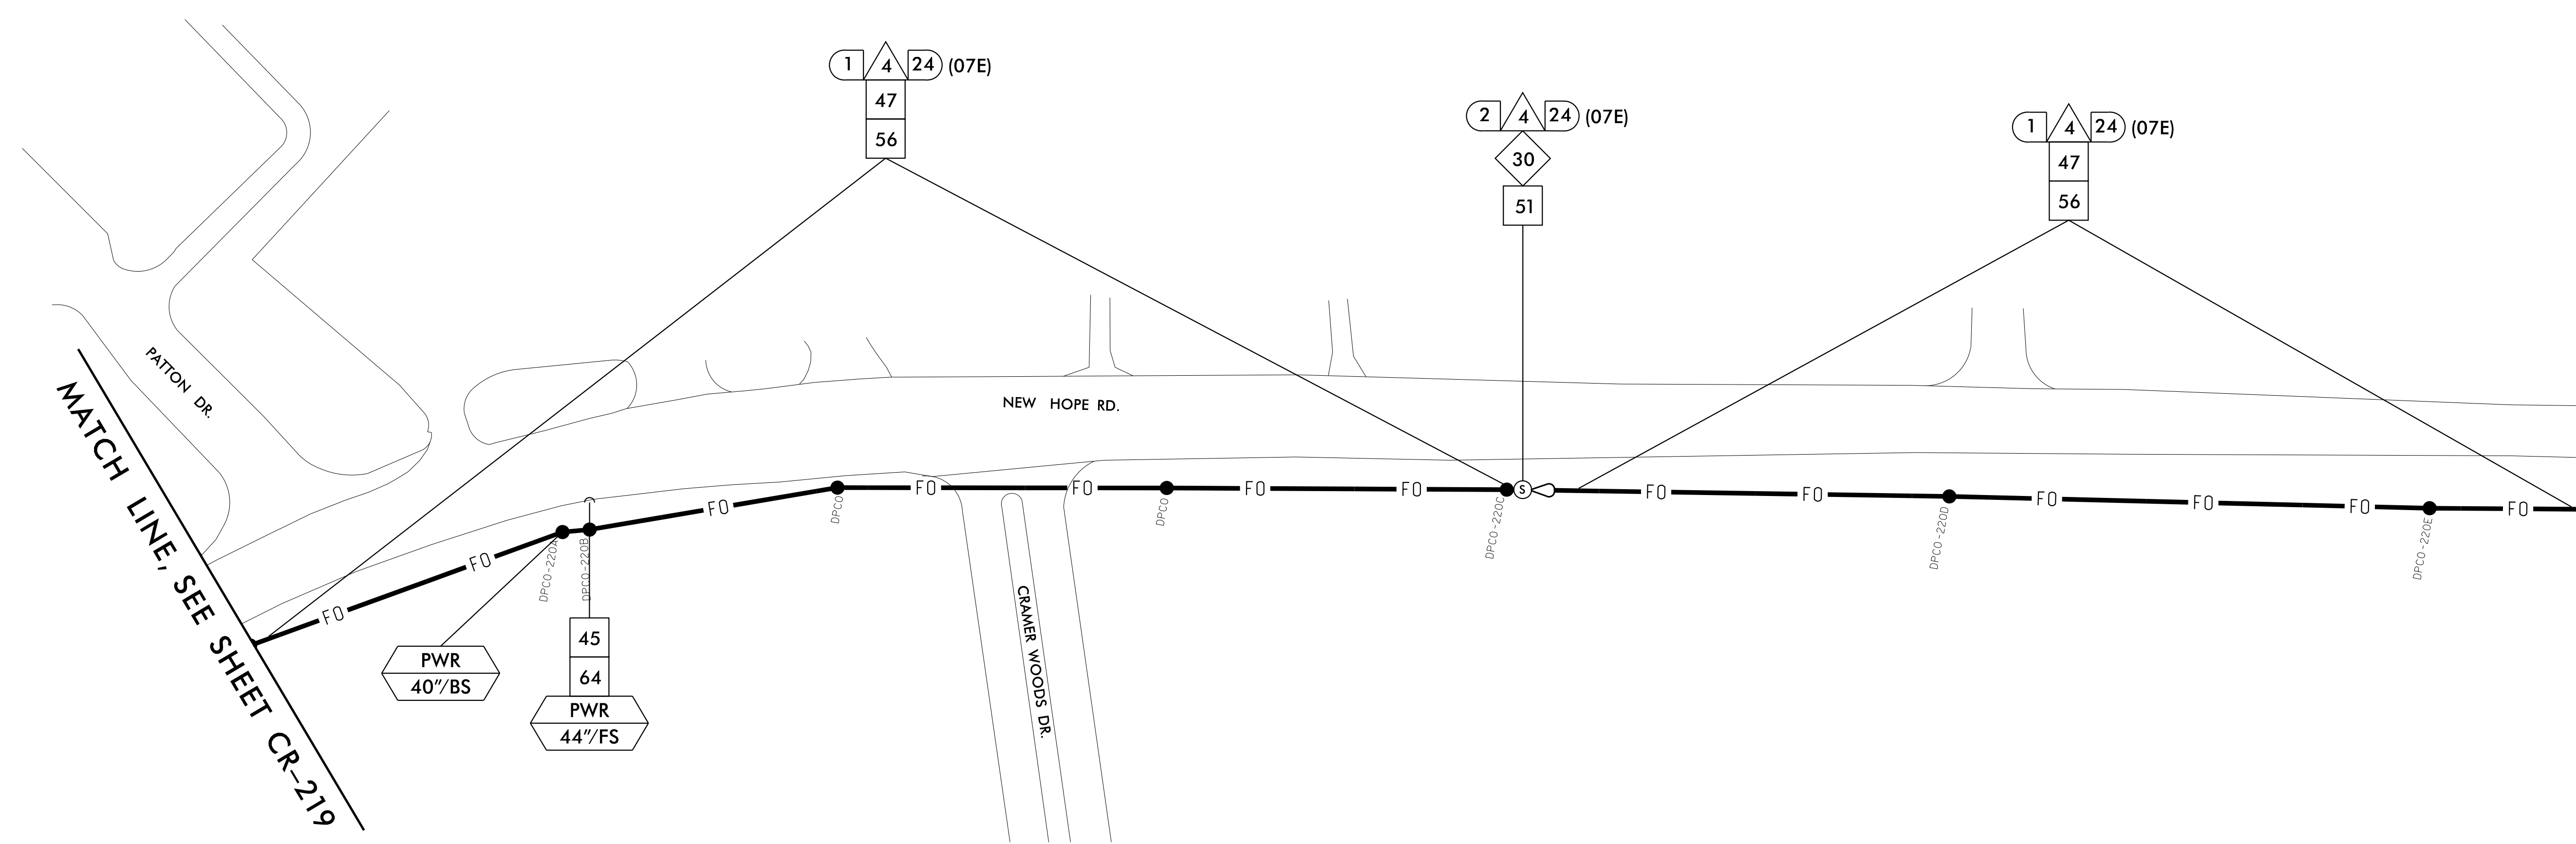 1 4 24 (07E)
47
56
2 4 24 (07E)
30
51
1 4 24 (07E)
47
56
PATTON DR.
NEW HOPE RD.
MATCH LINE, SEE SHEET CR-219
FO
FO
FO
FO
FO
FO
FO
S
FO
FO
FO
FO
FO
FO
DPCO-220A
DPCO-220B
DPCO
DPCO
DPCO-220C
DPCO-220D
DPCO-220E
CRAMER WOODS DR.
PWR
40"/BS
45
64
PWR
44"/FS